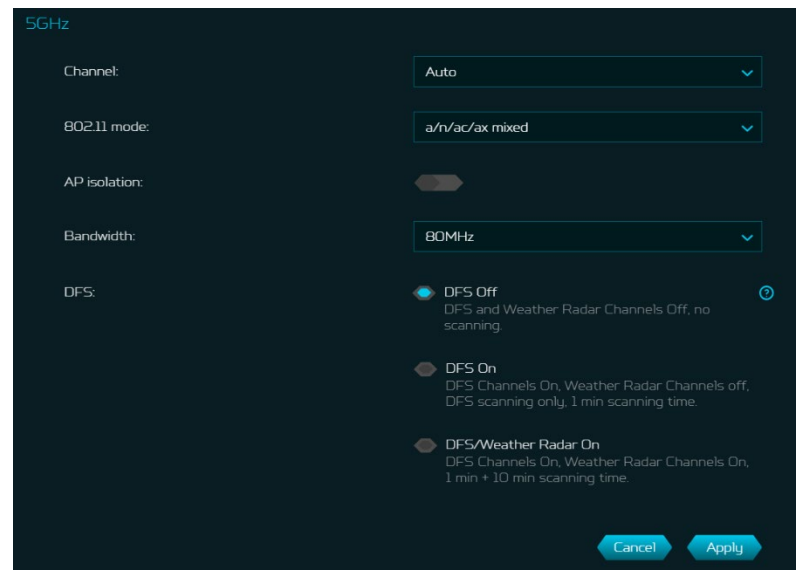 5GHz
Channel:
Auto
802.11 mode:
a/n/ac/ax mixed
AP isolation:
Bandwidth:
80MHz
DFS:
DFS Off
?
DFS and Weather Radar Channels Off, no
scanning.
DFS On
DFS Channels On, Weather Radar Channels off,
DFS scanning only, 1 min scanning time.
DFS/Weather Radar On
DFS Channels On, Weather Radar Channels On,
1 min + 10 min scanning time.
Cancel
Apply